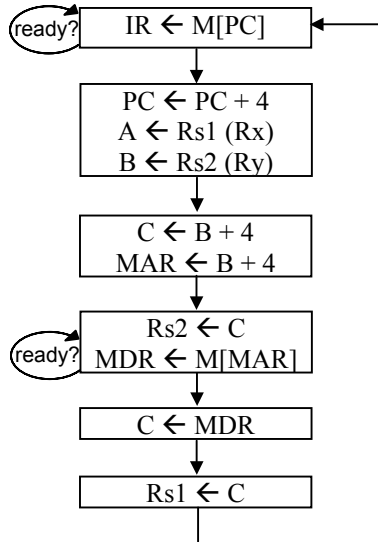 ready?
IR ← M[PC]
PC ← PC + 4
A ← Rs1 (Rx)
B ← Rs2 (Ry)
C ← B + 4
MAR ← B + 4
Rs2 ← C
ready?
MDR ← M[MAR]
C ← MDR
Rs1 ← C